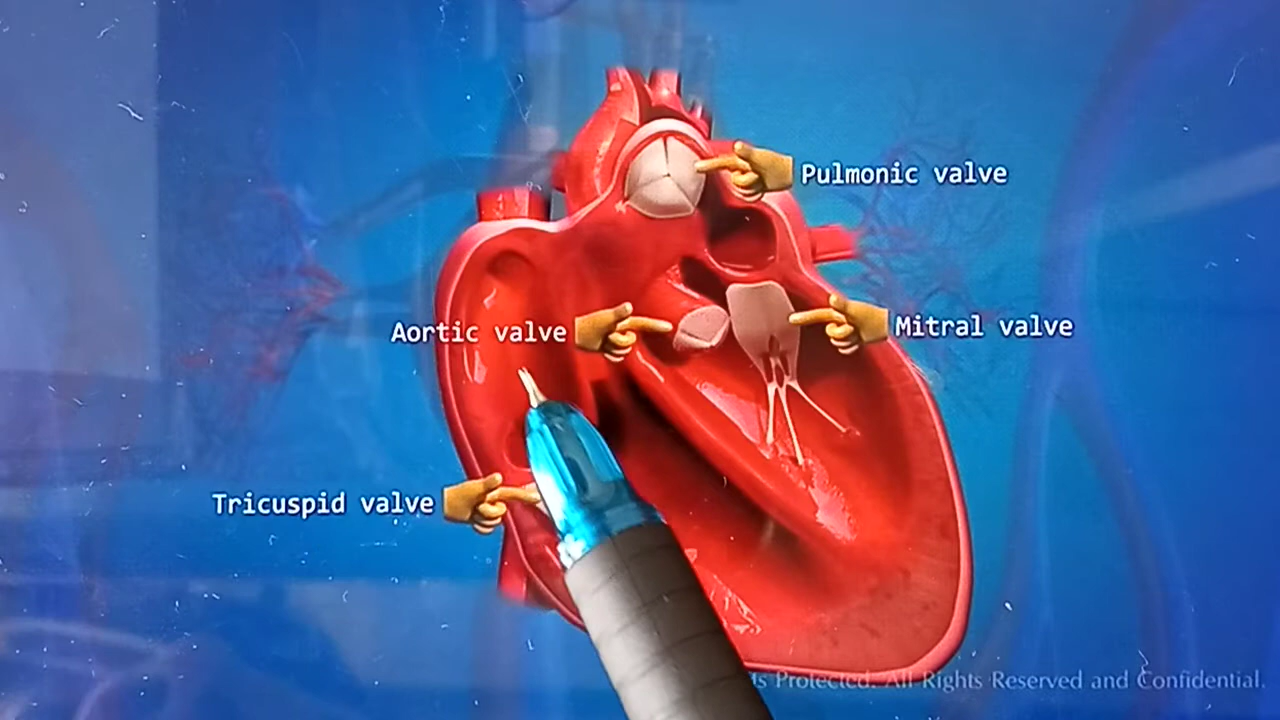 Pulmonic valve
Aortic valve
Mitral valve
Tricuspid valve
Protected. All Rights Reserved and Confidential.